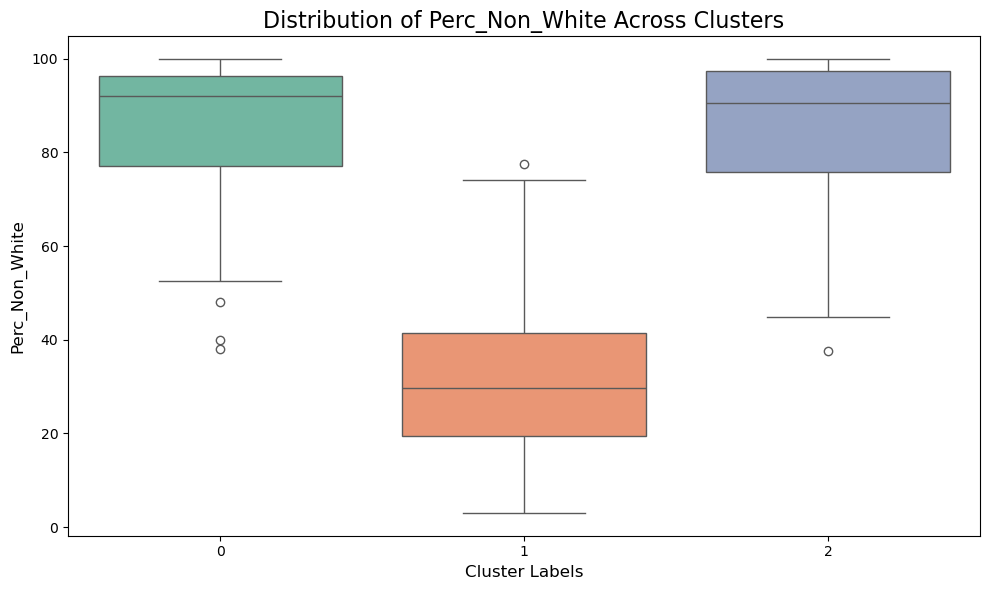 Distribution of Perc_Non_White Across Clusters
Perc_Non_White
100
80
60
40
20
0
0 1 2
Cluster Labels